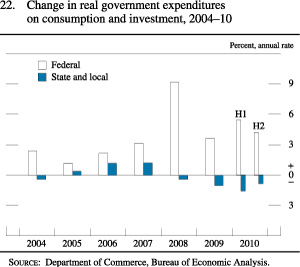 22. Change in real government expenditures
on consumption and investment, 2004–10
Percent, annual rate
Federal
State and local
9
H1
H2
6
3
+
0
−
3
2004 2005 2006 2007 2008 2009 2010
SOURCE: Department of Commerce, Bureau of Economic Analysis.